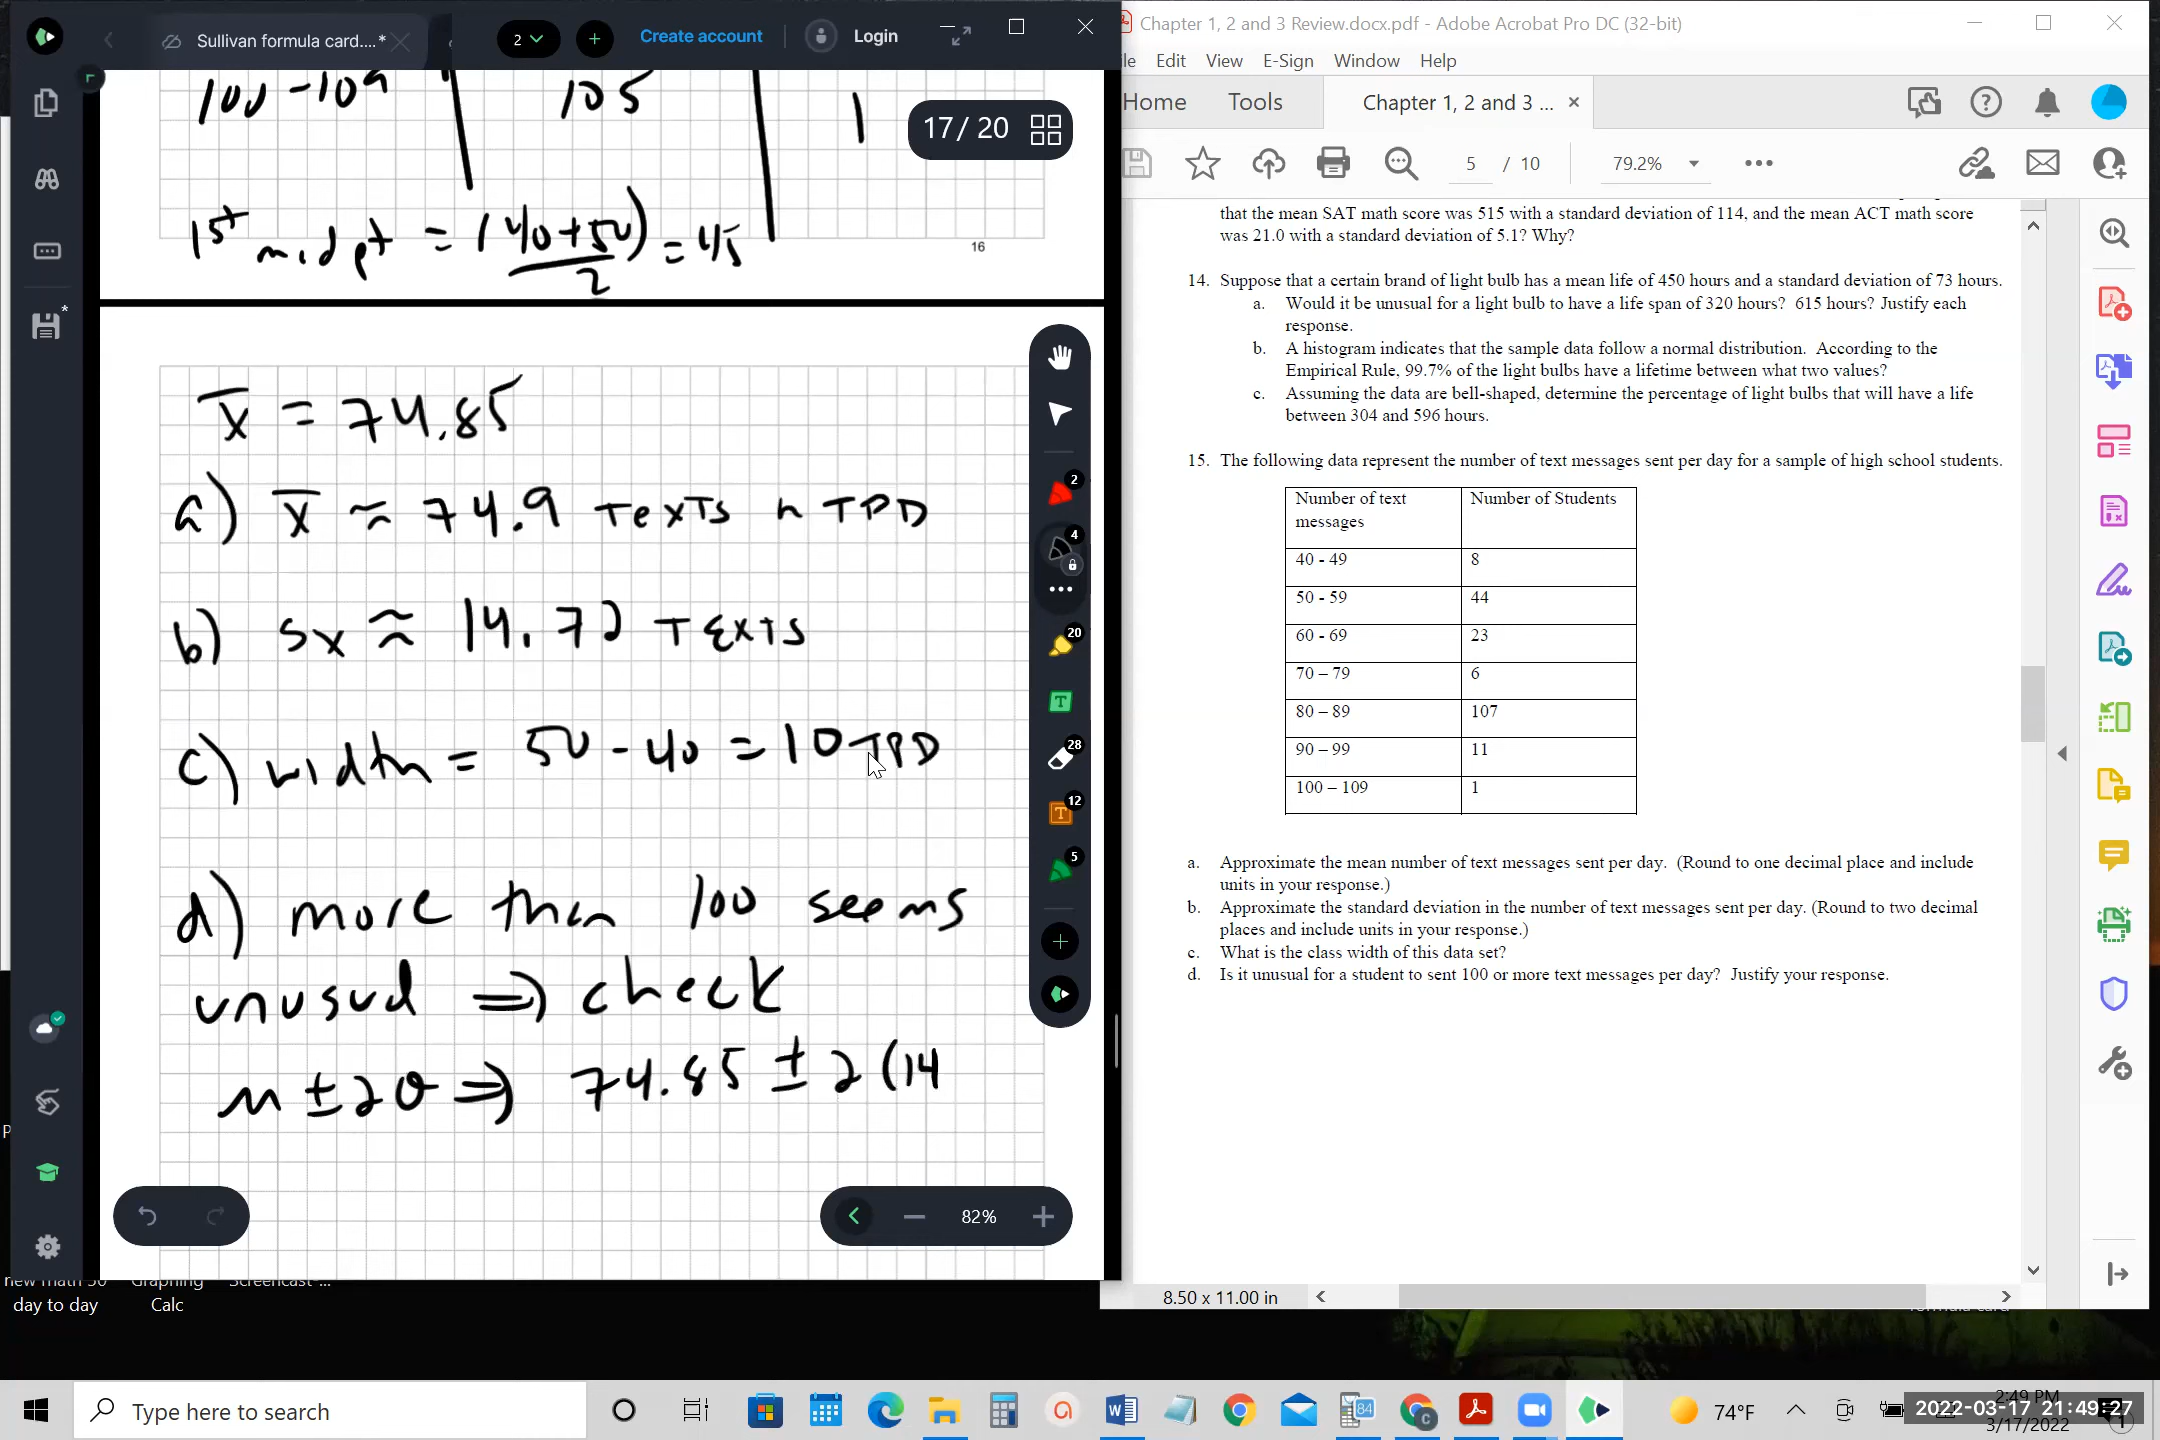 Sullivan formula card....*
2
Create account
Login
100 - 109 105 1
17/ 20
1st mid pt = (40+50)/2 = 45
16
x̄ = 74.85
a) x̄ ≈ 74.9 Texts n TPD
b) sx ≈ 14.72 TEXTS
c) width = 50 - 40 = 10 TPD
d) more than 100 seems
unusual ⇒ check
M ± 2σ ⇒ 74.85 ± 2 (14
2
4
20
28
12
5
82%
Chapter 1, 2 and 3 Review.docx.pdf - Adobe Acrobat Pro DC (32-bit)
le Edit View E-Sign Window Help
Home Tools Chapter 1, 2 and 3 ... ×
5 / 10 79.2%
that the mean SAT math score was 515 with a standard deviation of 114, and the mean ACT math score
was 21.0 with a standard deviation of 5.1? Why?
14. Suppose that a certain brand of light bulb has a mean life of 450 hours and a standard deviation of 73 hours.
a. Would it be unusual for a light bulb to have a life span of 320 hours? 615 hours? Justify each
response.
b. A histogram indicates that the sample data follow a normal distribution. According to the
Empirical Rule, 99.7% of the light bulbs have a lifetime between what two values?
c. Assuming the data are bell-shaped, determine the percentage of light bulbs that will have a life
between 304 and 596 hours.
15. The following data represent the number of text messages sent per day for a sample of high school students.
Number of text Number of Students
messages
40 - 49 8
50 - 59 44
60 - 69 23
70 – 79 6
80 – 89 107
90 – 99 11
100 – 109 1
a. Approximate the mean number of text messages sent per day. (Round to one decimal place and include
units in your response.)
b. Approximate the standard deviation in the number of text messages sent per day. (Round to two decimal
places and include units in your response.)
c. What is the class width of this data set?
d. Is it unusual for a student to sent 100 or more text messages per day? Justify your response.
8.50 x 11.00 in
day to day
Calc
Type here to search
84
74°F
2:49 PM
3/17/2022
2022-03-17 21:49:27